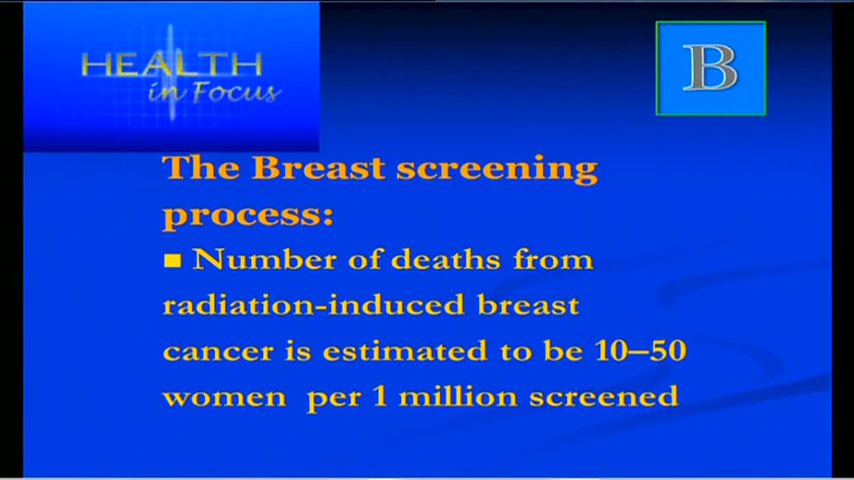 HEALTH
in Focus
B
The Breast screening
process:
■ Number of deaths from
radiation-induced breast
cancer is estimated to be 10–50
women per 1 million screened